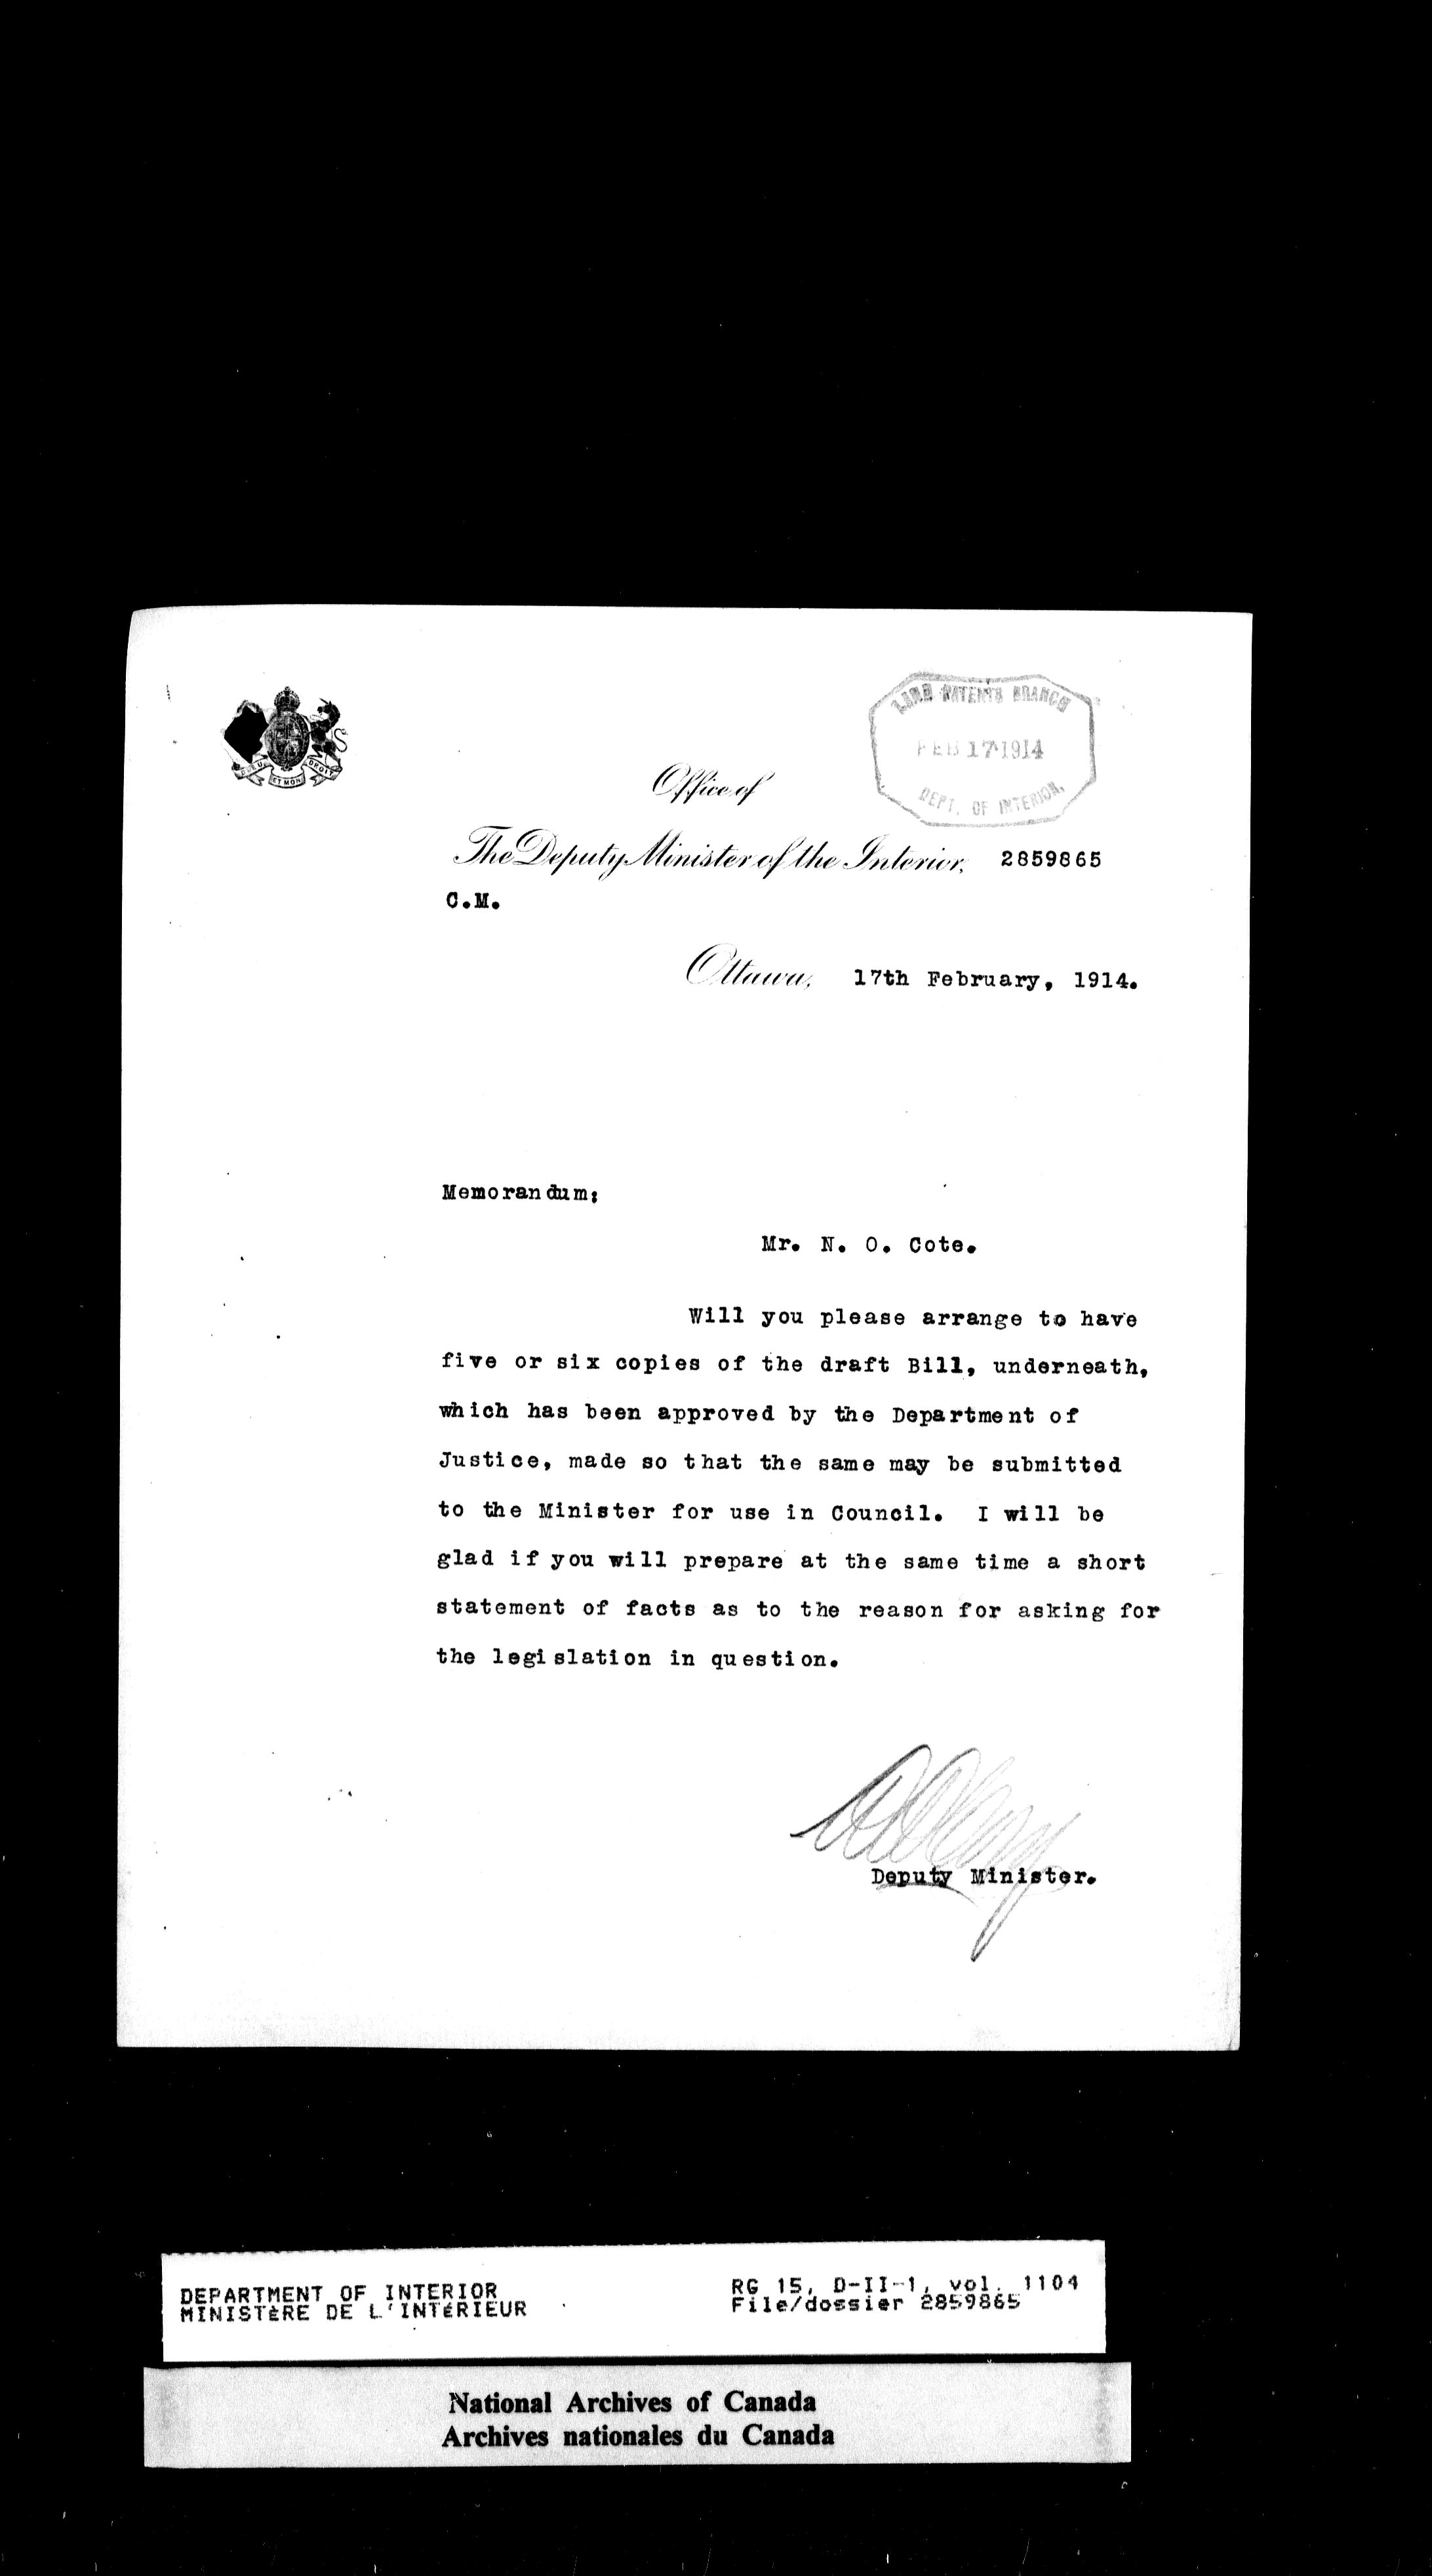 LAND PATENTS BRANCH
FEB 17 1914
DEPT. OF INTERIOR.
DIEU ET MON DROIT
Office of
The Deputy Minister of the Interior, 2859865
C.M.
Ottawa, 17th February, 1914.
Memorandum:
Mr. N. O. Cote.
Will you please arrange to have
five or six copies of the draft Bill, underneath,
which has been approved by the Department of
Justice, made so that the same may be submitted
to the Minister for use in Council. I will be
glad if you will prepare at the same time a short
statement of facts as to the reason for asking for
the legislation in question.
Deputy Minister.
DEPARTMENT OF INTERIOR
MINISTÈRE DE L'INTÉRIEUR
RG 15, D-II-1, vol. 1104
File/dossier 2859865
National Archives of Canada
Archives nationales du Canada